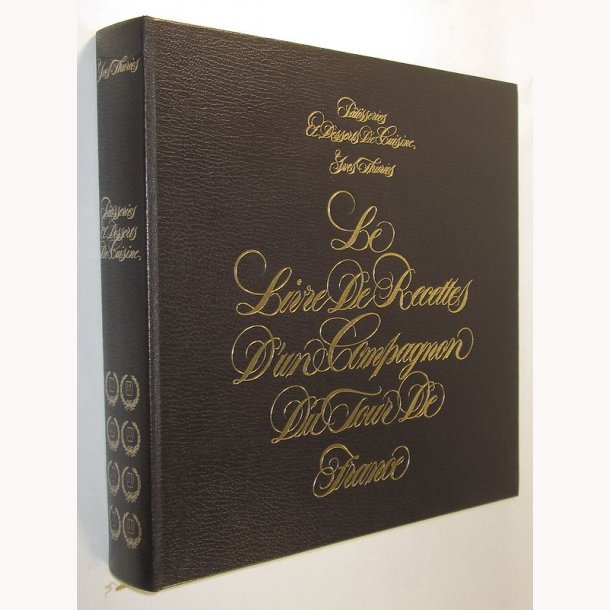 Yves Thuriès
Pâtisseries
Et Desserts
De Cuisine,
Pâtisseries
Et Desserts De Cuisine,
Yves Thuriès
Le
Livre De Recettes
D'un Compagnon
Du Tour De
France